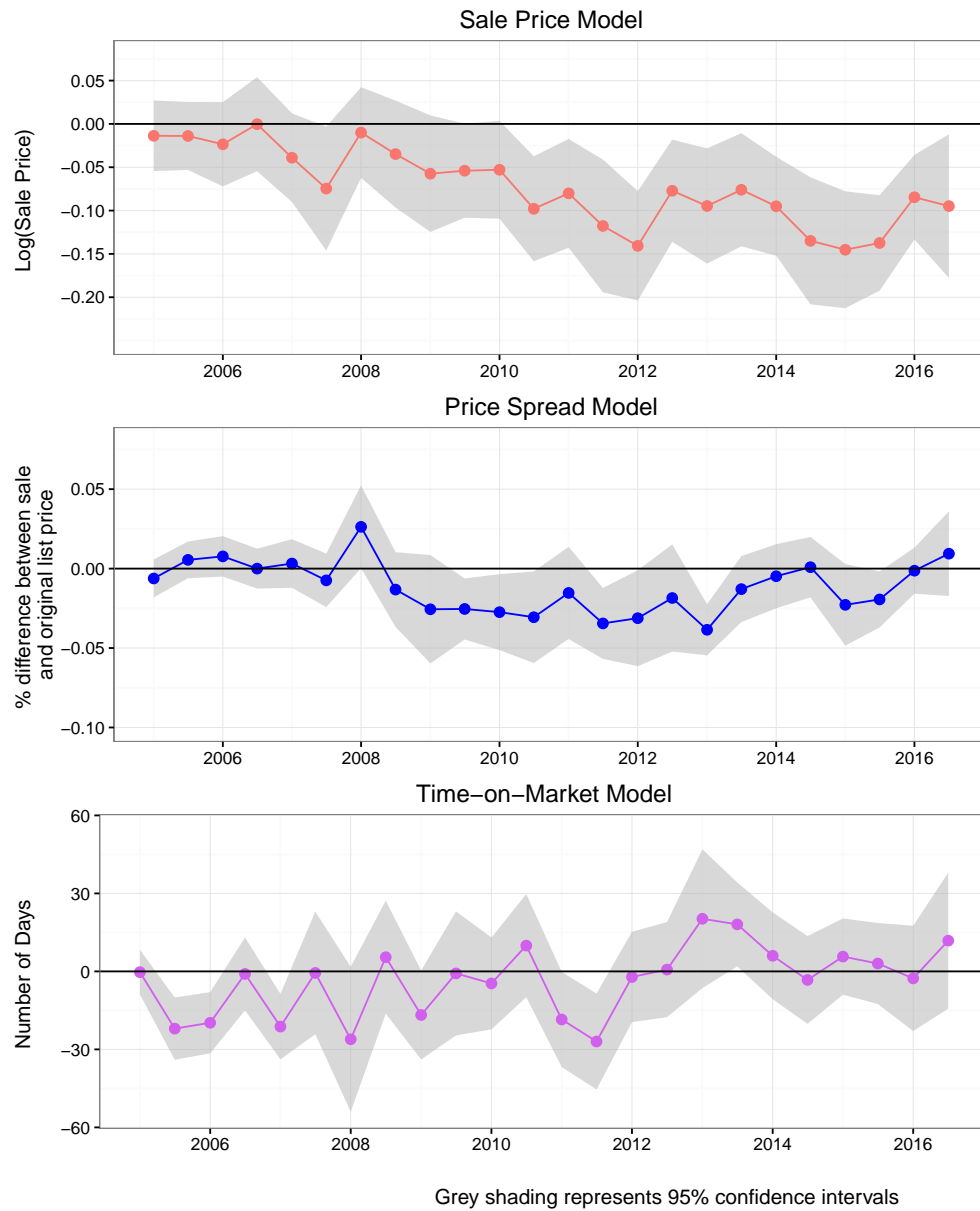 Sale Price Model
Log(Sale Price)
0.05
0.00
−0.05
−0.10
−0.15
−0.20
2006 2008 2010 2012 2014 2016
Price Spread Model
% difference between sale
and original list price
0.05
0.00
−0.05
−0.10
2006 2008 2010 2012 2014 2016
Time−on−Market Model
Number of Days
60
30
0
−30
−60
2006 2008 2010 2012 2014 2016
Grey shading represents 95% confidence intervals